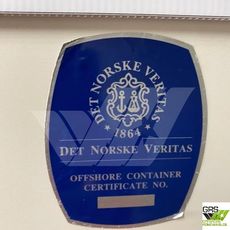 DET NORSKE VERITAS
1864
DET NORSKE VERITAS
OFFSHORE CONTAINER
CERTIFICATE NO.
GRS